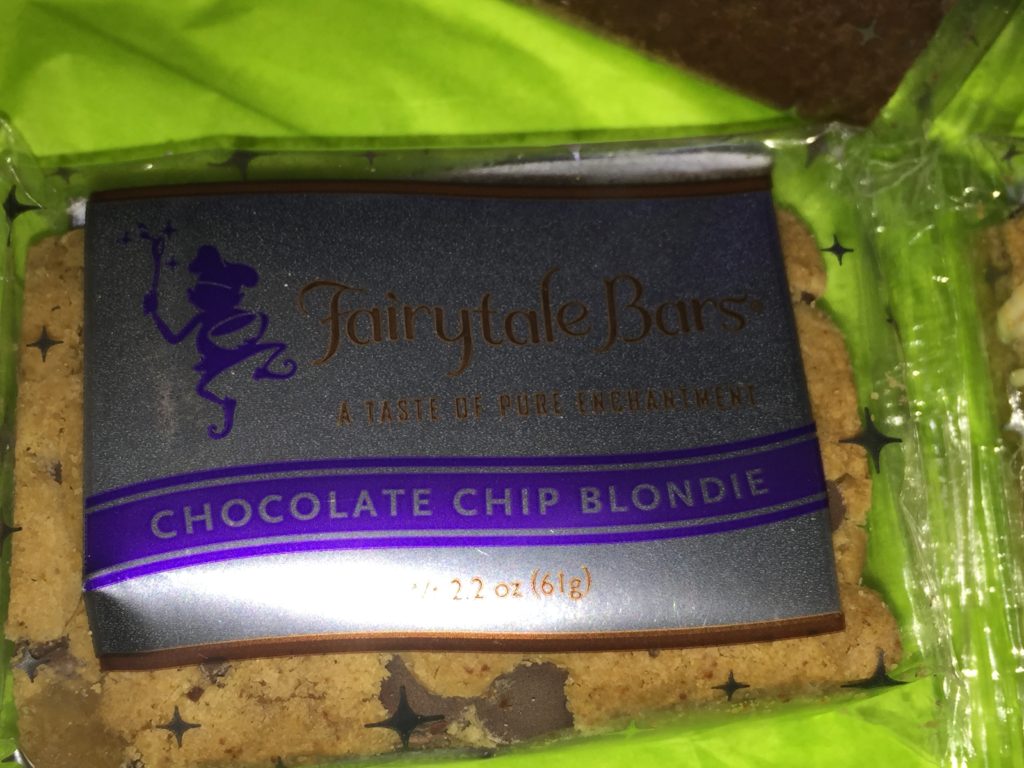 Fairytale Bars
A TASTE OF PURE ENCHANTMENT
CHOCOLATE CHIP BLONDIE
2.2 oz (61g)